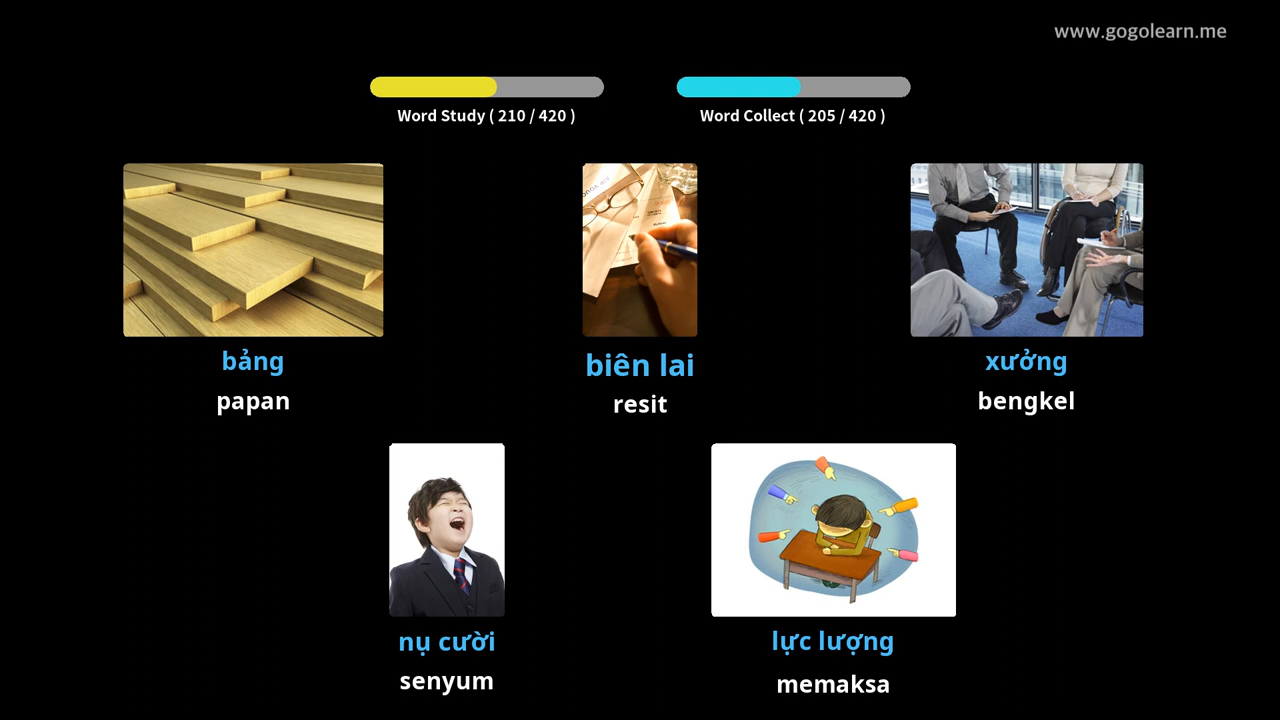 www.gogolearn.me
Word Study ( 210 / 420 )
Word Collect ( 205 / 420 )
bảng
papan
biên lai
resit
xưởng
bengkel
nụ cười
senyum
lực lượng
memaksa